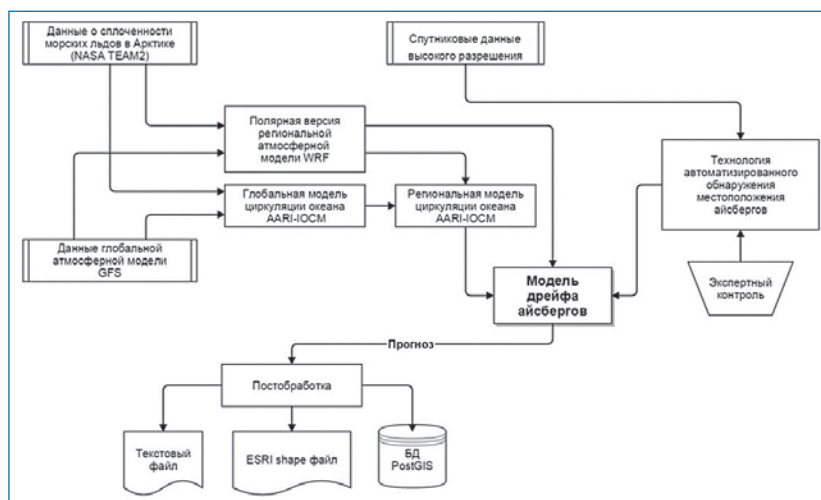 Данные о сплоченности
морских льдов в Арктике
(NASA TEAM2)
Спутниковые данные
высокого разрешения
Полярная версия
региональной
атмосферной
модели WRF
Технология
автоматизированного
обнаружения
местоположения
айсбергов
Глобальная модель
циркуляции океана
AARI-IOCM
Региональная модель
циркуляции океана
AARI-IOCM
Данные глобальной
атмосферной модели
GFS
Модель
дрейфа
айсбергов
Экспертный
контроль
Прогноз
Постобработка
Текстовый
файл
ESRI shape файл
БД
PostGIS